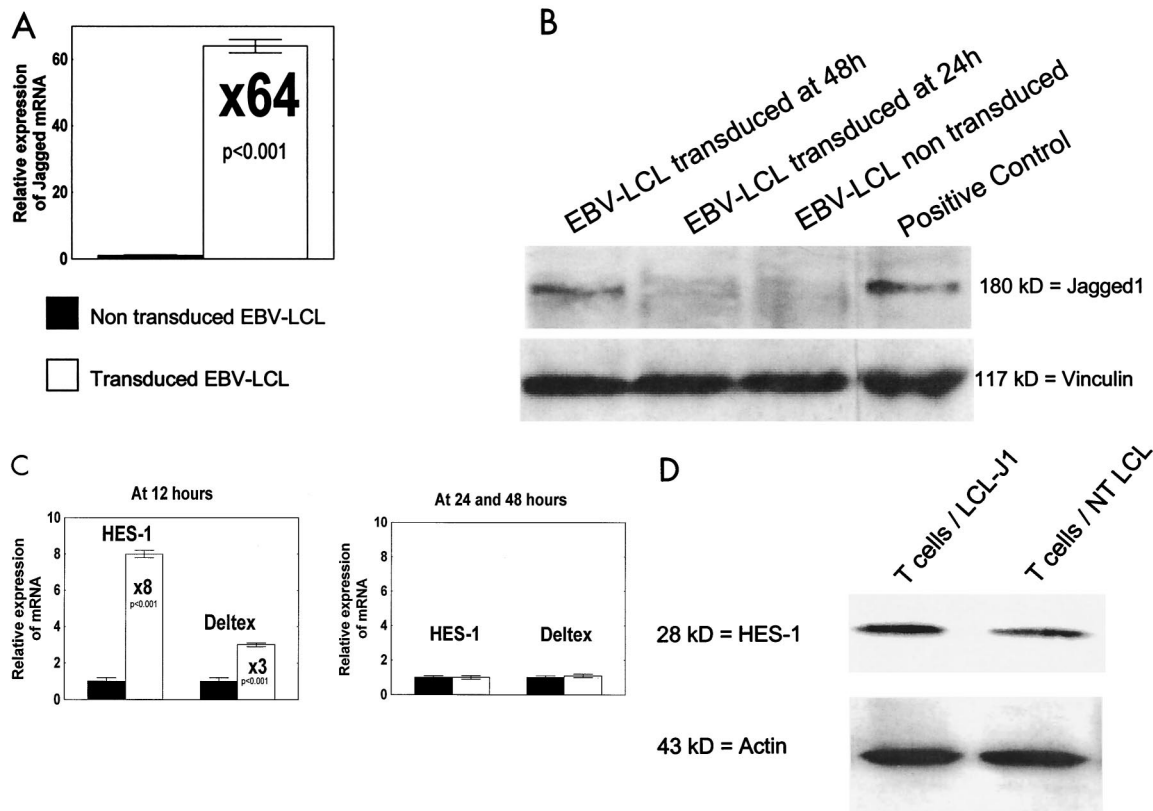 A
Relative expression
of Jagged mRNA
60
40
20
0
x64
p<0.001
Non transduced EBV-LCL
Transduced EBV-LCL
B
EBV-LCL transduced at 48h
EBV-LCL transduced at 24h
EBV-LCL non transduced
Positive Control
180 kD = Jagged1
117 kD = Vinculin
C
At 12 hours
Relative expression
of mRNA
10
8
6
4
2
0
HES-1
x8
p<0.001
Deltex
x3
p<0.001
At 24 and 48 hours
Relative expression
of mRNA
10
8
6
4
2
0
HES-1
Deltex
D
T cells / LCL-J1
T cells / NT LCL
28 kD = HES-1
43 kD = Actin